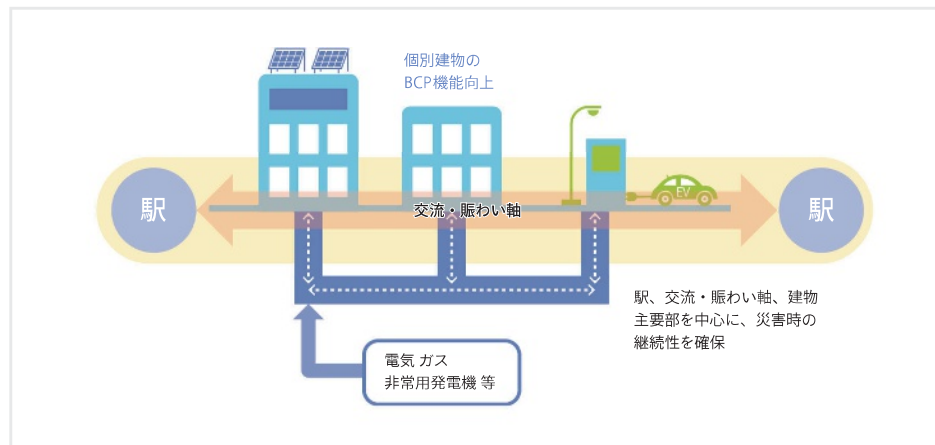 個別建物の
BCP機能向上
駅
EV
駅
交流・賑わい軸
駅、交流・賑わい軸、建物
主要部を中心に、災害時の
継続性を確保
電気 ガス
非常用発電機 等